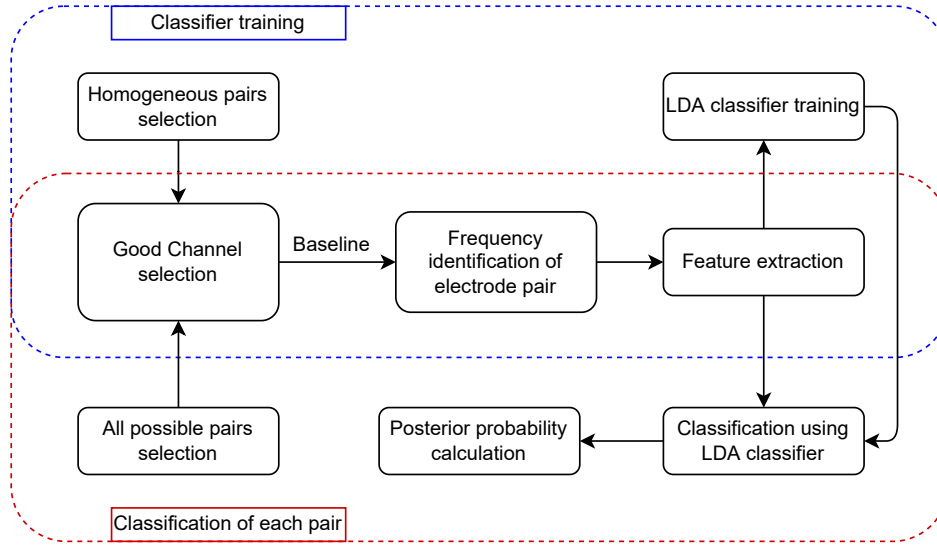 Classifier training
Homogeneous pairs
selection
LDA classifier training
Good Channel
selection
Baseline
Frequency
identification of
electrode pair
Feature extraction
All possible pairs
selection
Posterior probability
calculation
Classification using
LDA classifier
Classification of each pair